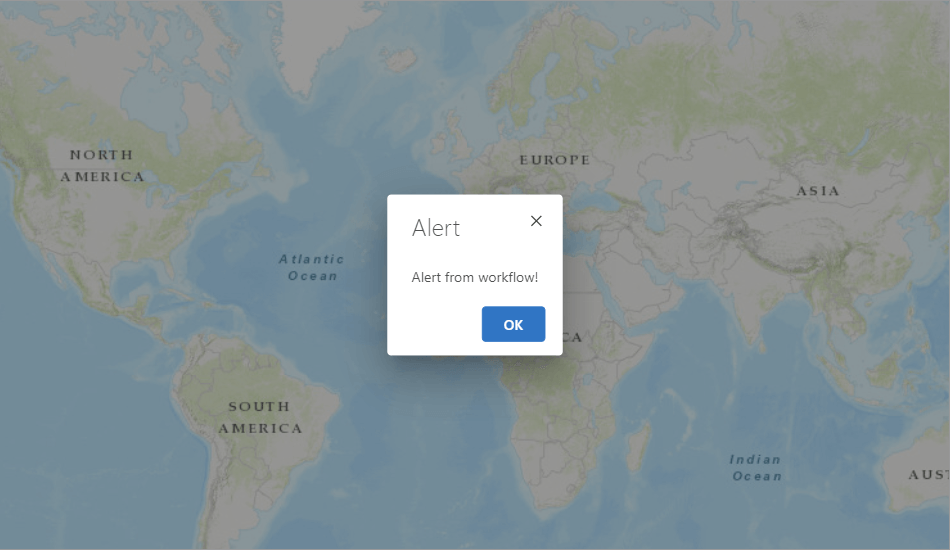 NORTH
AMERICA
EUROPE
ASIA
Alert
Atlantic
Ocean
Alert from workflow!
OK
CA
SOUTH
AMERICA
Indian
Ocean
AUST